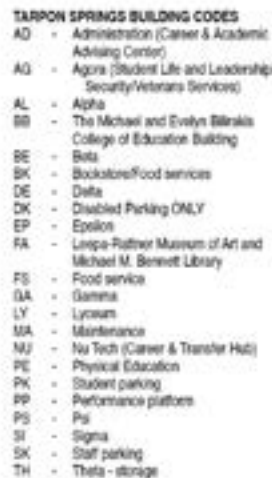 TARPON SPRINGS BUILDING CODES
AD - Administration (Career & Academic
Advising Center)
AG - Agora (Student Life and Leadership
Security/Veterans Services)
AL - Alpha
BB - The Michael and Evelyn Bilirakis
College of Education Building
BE - Beta
BK - Bookstore/Food services
DE - Delta
DK - Disabled Parking ONLY
EP - Epsilon
FA - Leepa-Rattner Museum of Art and
Michael M. Bennett Library
FS - Food service
GA - Gamma
LY - Lyceum
MA - Maintenance
NU - Nu Tech (Career & Transfer Hub)
PE - Physical Education
PK - Student parking
PP - Performance platform
PS - Psi
SI - Sigma
SK - Staff parking
TH - Theta - storage